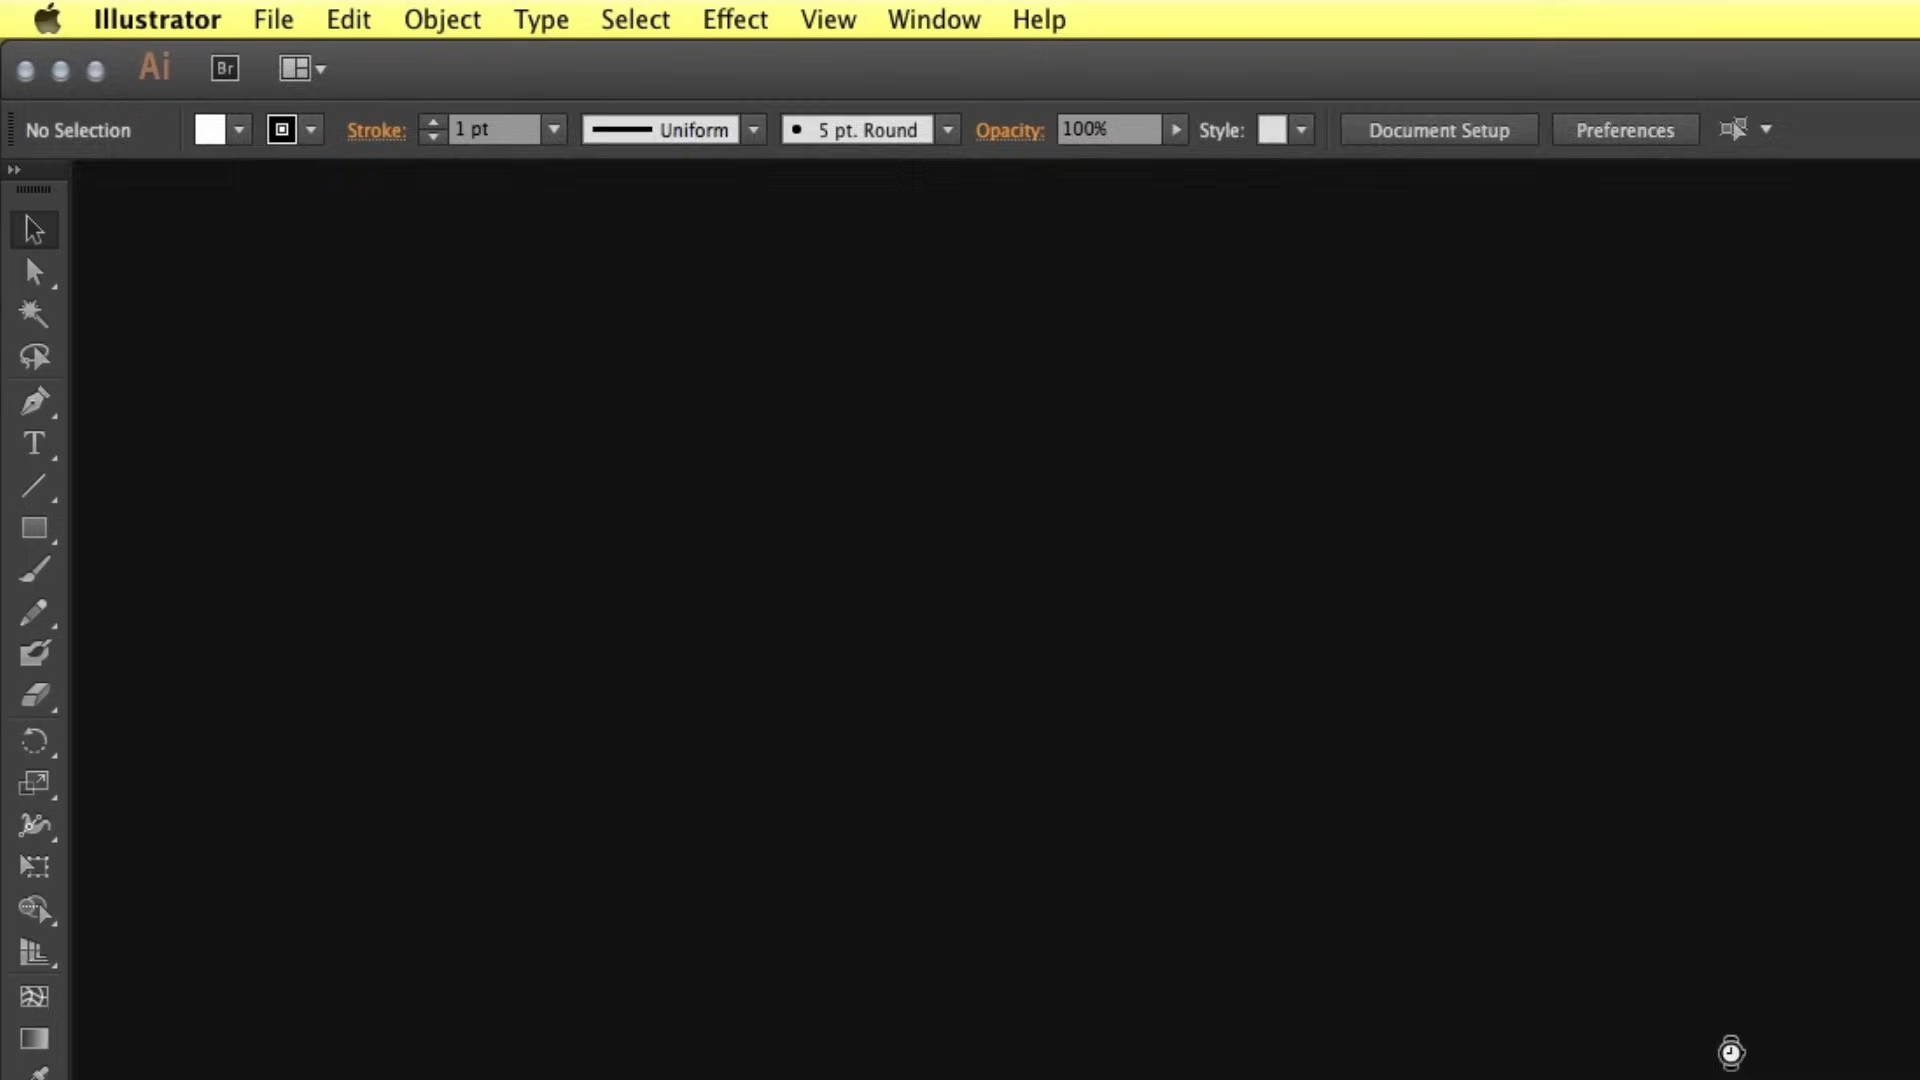 Illustrator File Edit Object Type Select Effect View Window Help
Ai Br
No Selection Stroke: 1 pt Uniform 5 pt. Round Opacity: 100% Style: Document Setup Preferences
T